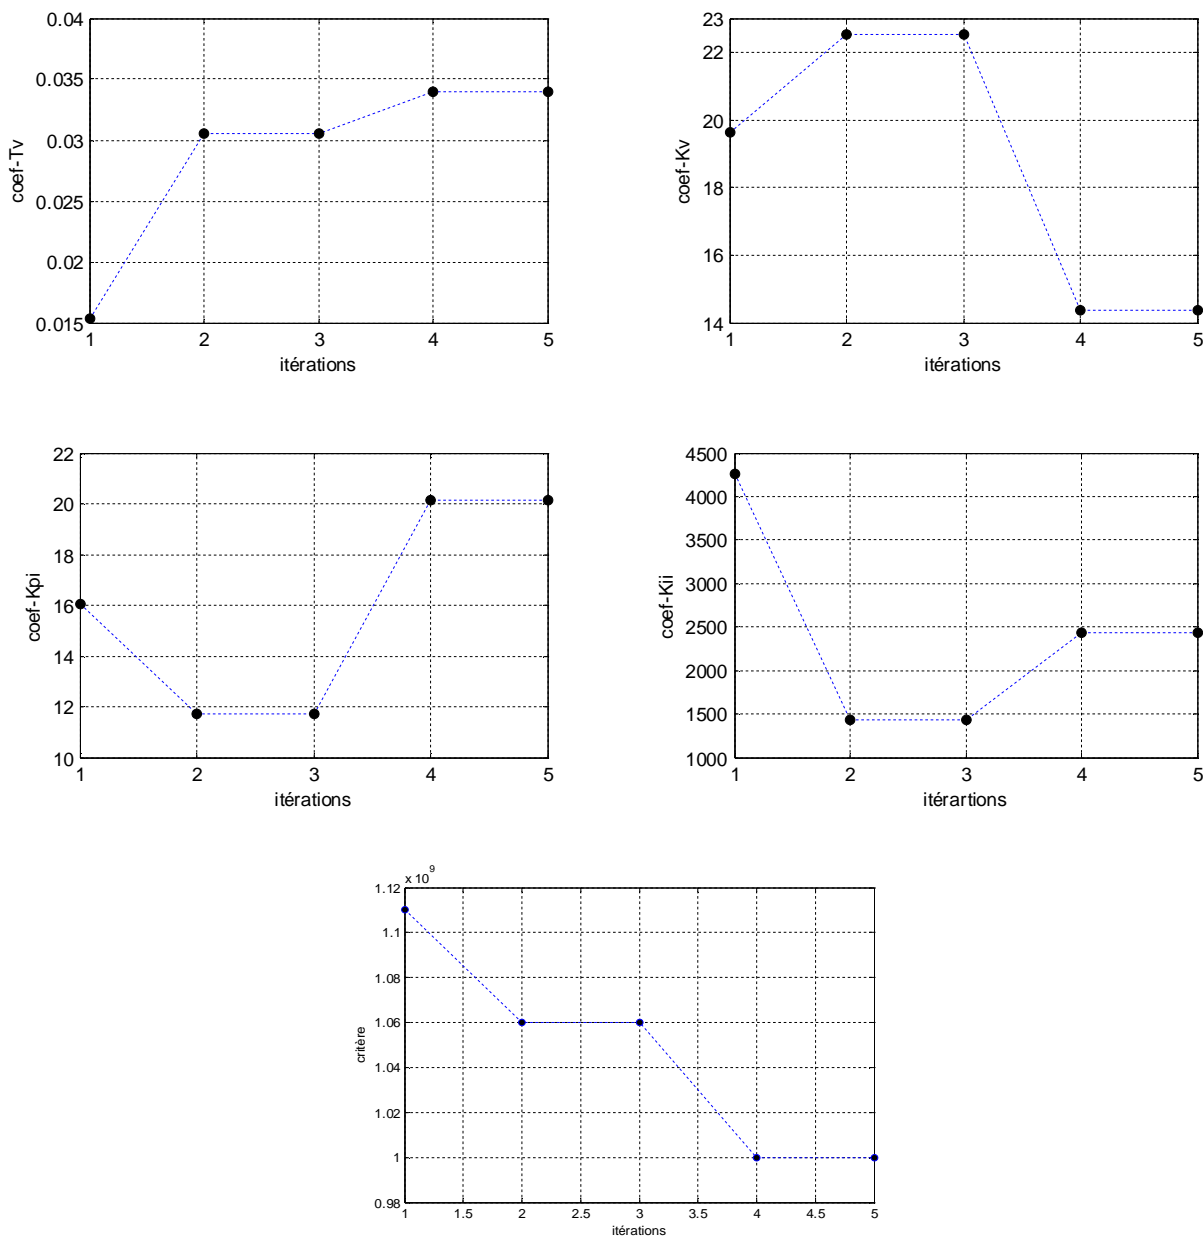 0.04
0.035
0.03
0.025
0.02
0.015
coef-Tv
1 2 3 4 5
itérations
23
22
20
18
16
14
coef-Kv
1 2 3 4 5
itérations
22
20
18
16
14
12
10
coef-Kpi
1 2 3 4 5
itérations
4500
4000
3500
3000
2500
2000
1500
1000
coef-Kii
1 2 3 4 5
itérartions
x 10^9
1.12
1.1
1.08
1.06
1.04
1.02
1
0.98
critère
1 1.5 2 2.5 3 3.5 4 4.5 5
itérations